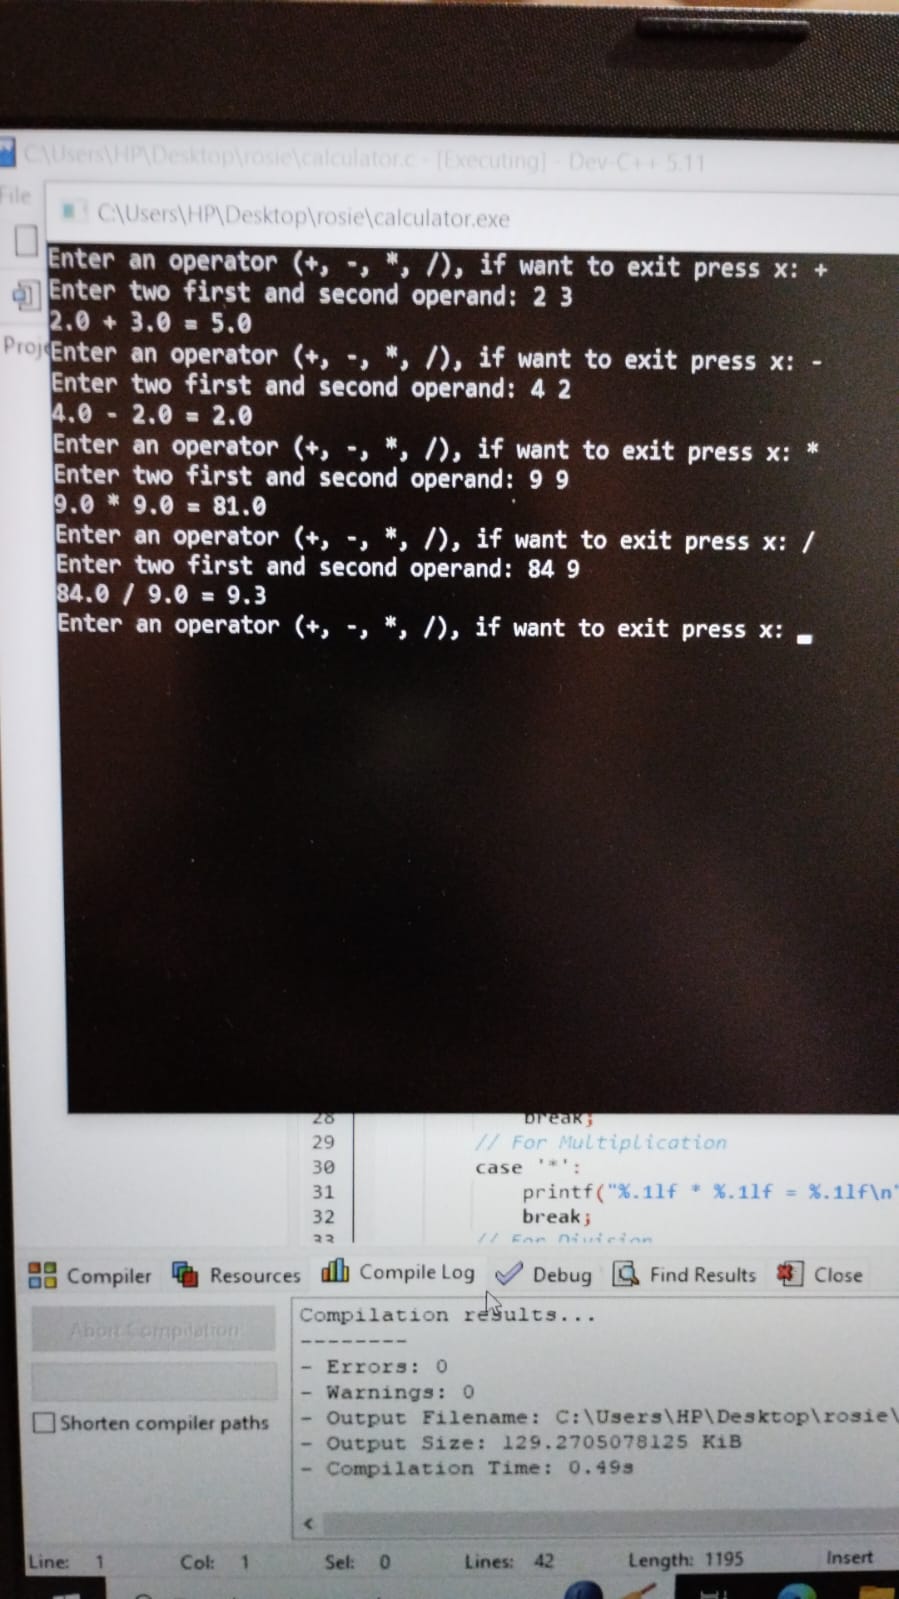 C:\Users\HP\Desktop\rosie\calculator.c - [Executing] - Dev-C++ 5.11
File
C:\Users\HP\Desktop\rosie\calculator.exe
Enter an operator (+, -, *, /), if want to exit press x: +
Enter two first and second operand: 2 3
2.0 + 3.0 = 5.0
Proj
Enter an operator (+, -, *, /), if want to exit press x: -
Enter two first and second operand: 4 2
4.0 - 2.0 = 2.0
Enter an operator (+, -, *, /), if want to exit press x: *
Enter two first and second operand: 9 9
9.0 * 9.0 = 81.0
Enter an operator (+, -, *, /), if want to exit press x: /
Enter two first and second operand: 84 9
84.0 / 9.0 = 9.3
Enter an operator (+, -, *, /), if want to exit press x:
28 break;
29 // For Multiplication
30 case '*':
31 printf("%.1lf * %.1lf = %.1lf\n"
32 break;
33 // For Division
Compiler Resources Compile Log Debug Find Results Close
Abort Compilation
Compilation results...
--------
- Errors: 0
- Warnings: 0
- Output Filename: C:\Users\HP\Desktop\rosie\
Shorten compiler paths
- Output Size: 129.2705078125 KiB
- Compilation Time: 0.49s
Line: 1 Col: 1 Sel: 0 Lines: 42 Length: 1195 Insert